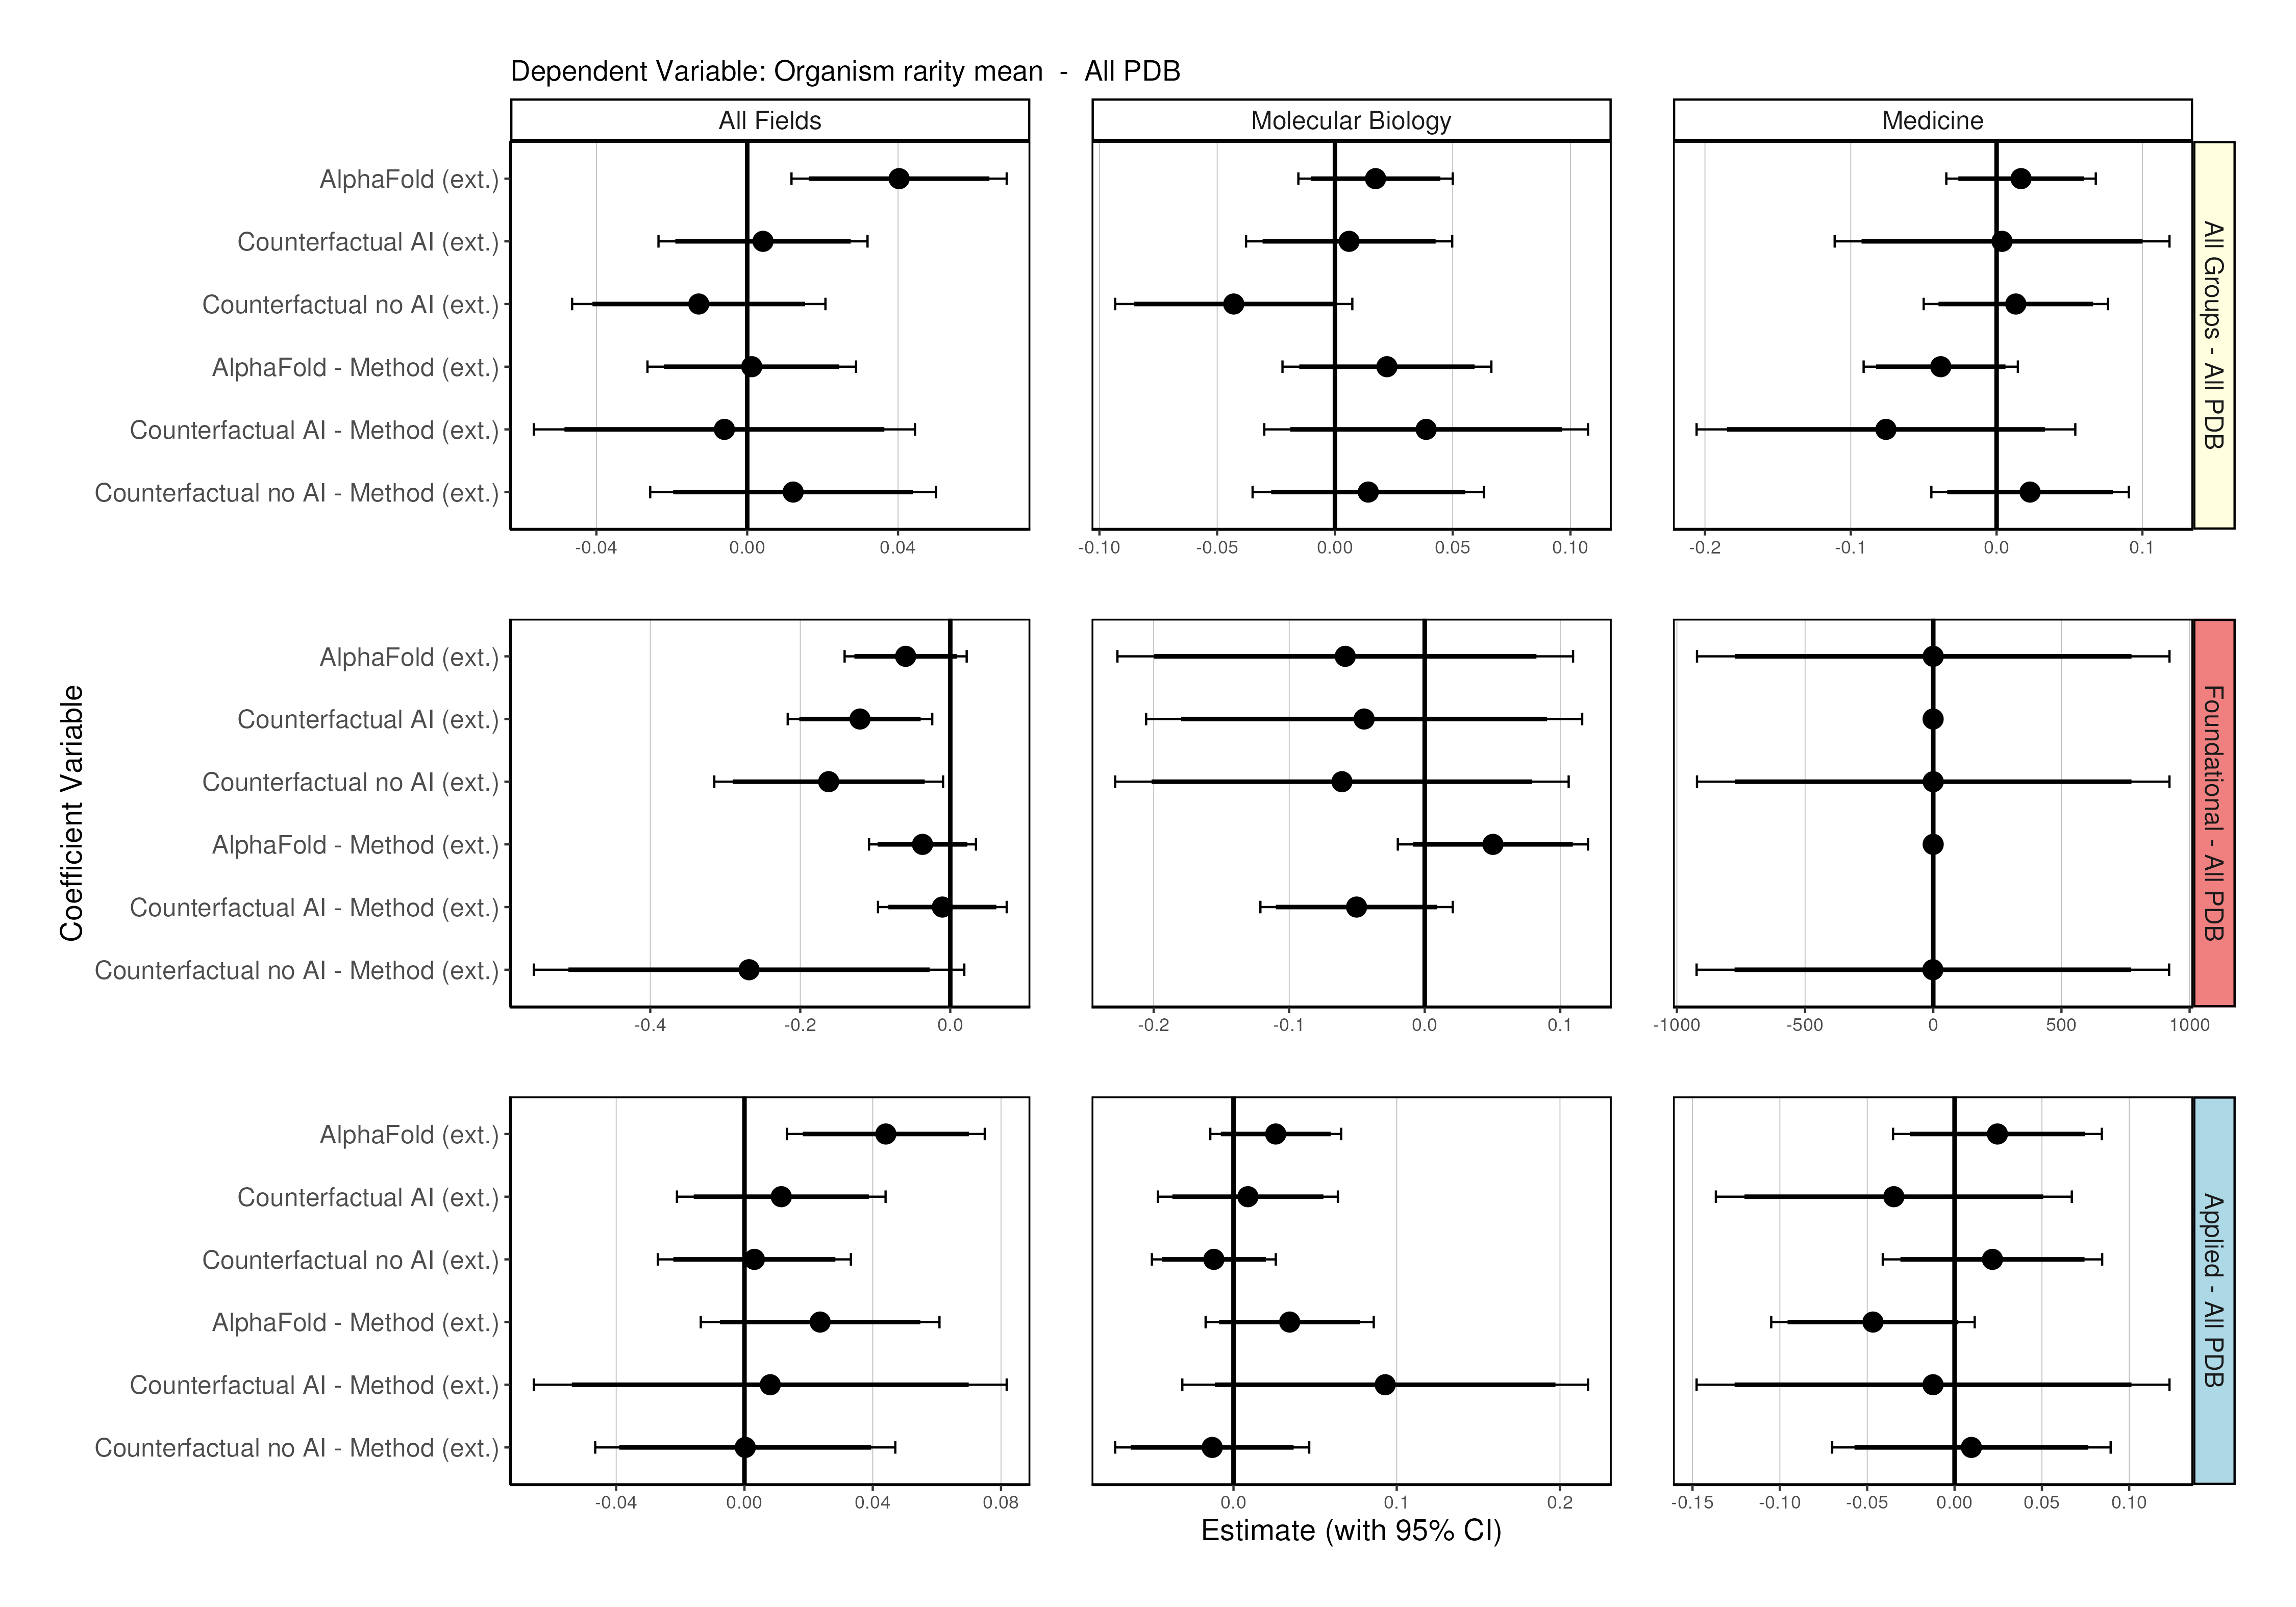 Dependent Variable: Organism rarity mean - All PDB
All Fields
Molecular Biology
Medicine
AlphaFold (ext.)
Counterfactual AI (ext.)
Counterfactual no AI (ext.)
AlphaFold - Method (ext.)
Counterfactual AI - Method (ext.)
Counterfactual no AI - Method (ext.)
All Groups - All PDB
-0.04 0.00 0.04
-0.10 -0.05 0.00 0.05 0.10
-0.2 -0.1 0.0 0.1
Coefficient Variable
AlphaFold (ext.)
Counterfactual AI (ext.)
Counterfactual no AI (ext.)
AlphaFold - Method (ext.)
Counterfactual AI - Method (ext.)
Counterfactual no AI - Method (ext.)
Foundational - All PDB
-0.4 -0.2 0.0
-0.2 -0.1 0.0 0.1
-1000 -500 0 500 1000
AlphaFold (ext.)
Counterfactual AI (ext.)
Counterfactual no AI (ext.)
AlphaFold - Method (ext.)
Counterfactual AI - Method (ext.)
Counterfactual no AI - Method (ext.)
Applied - All PDB
-0.04 0.00 0.04 0.08
0.0 0.1 0.2
-0.15 -0.10 -0.05 0.00 0.05 0.10
Estimate (with 95% CI)